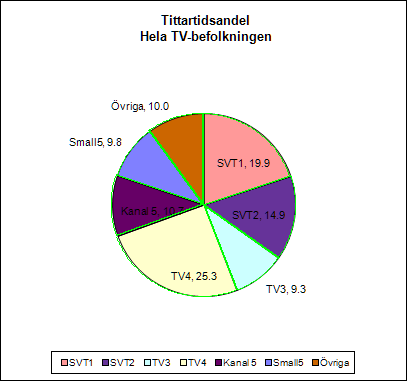 Tittartidsandel
Hela TV-befolkningen
Övriga, 10.0
Small5, 9.8
SVT1, 19.9
Kanal 5,
SVT2, 14.9
TV4, 25.3
TV3, 9.3
SVT1 SVT2 TV3 TV4 Kanal 5 Small5 Övriga